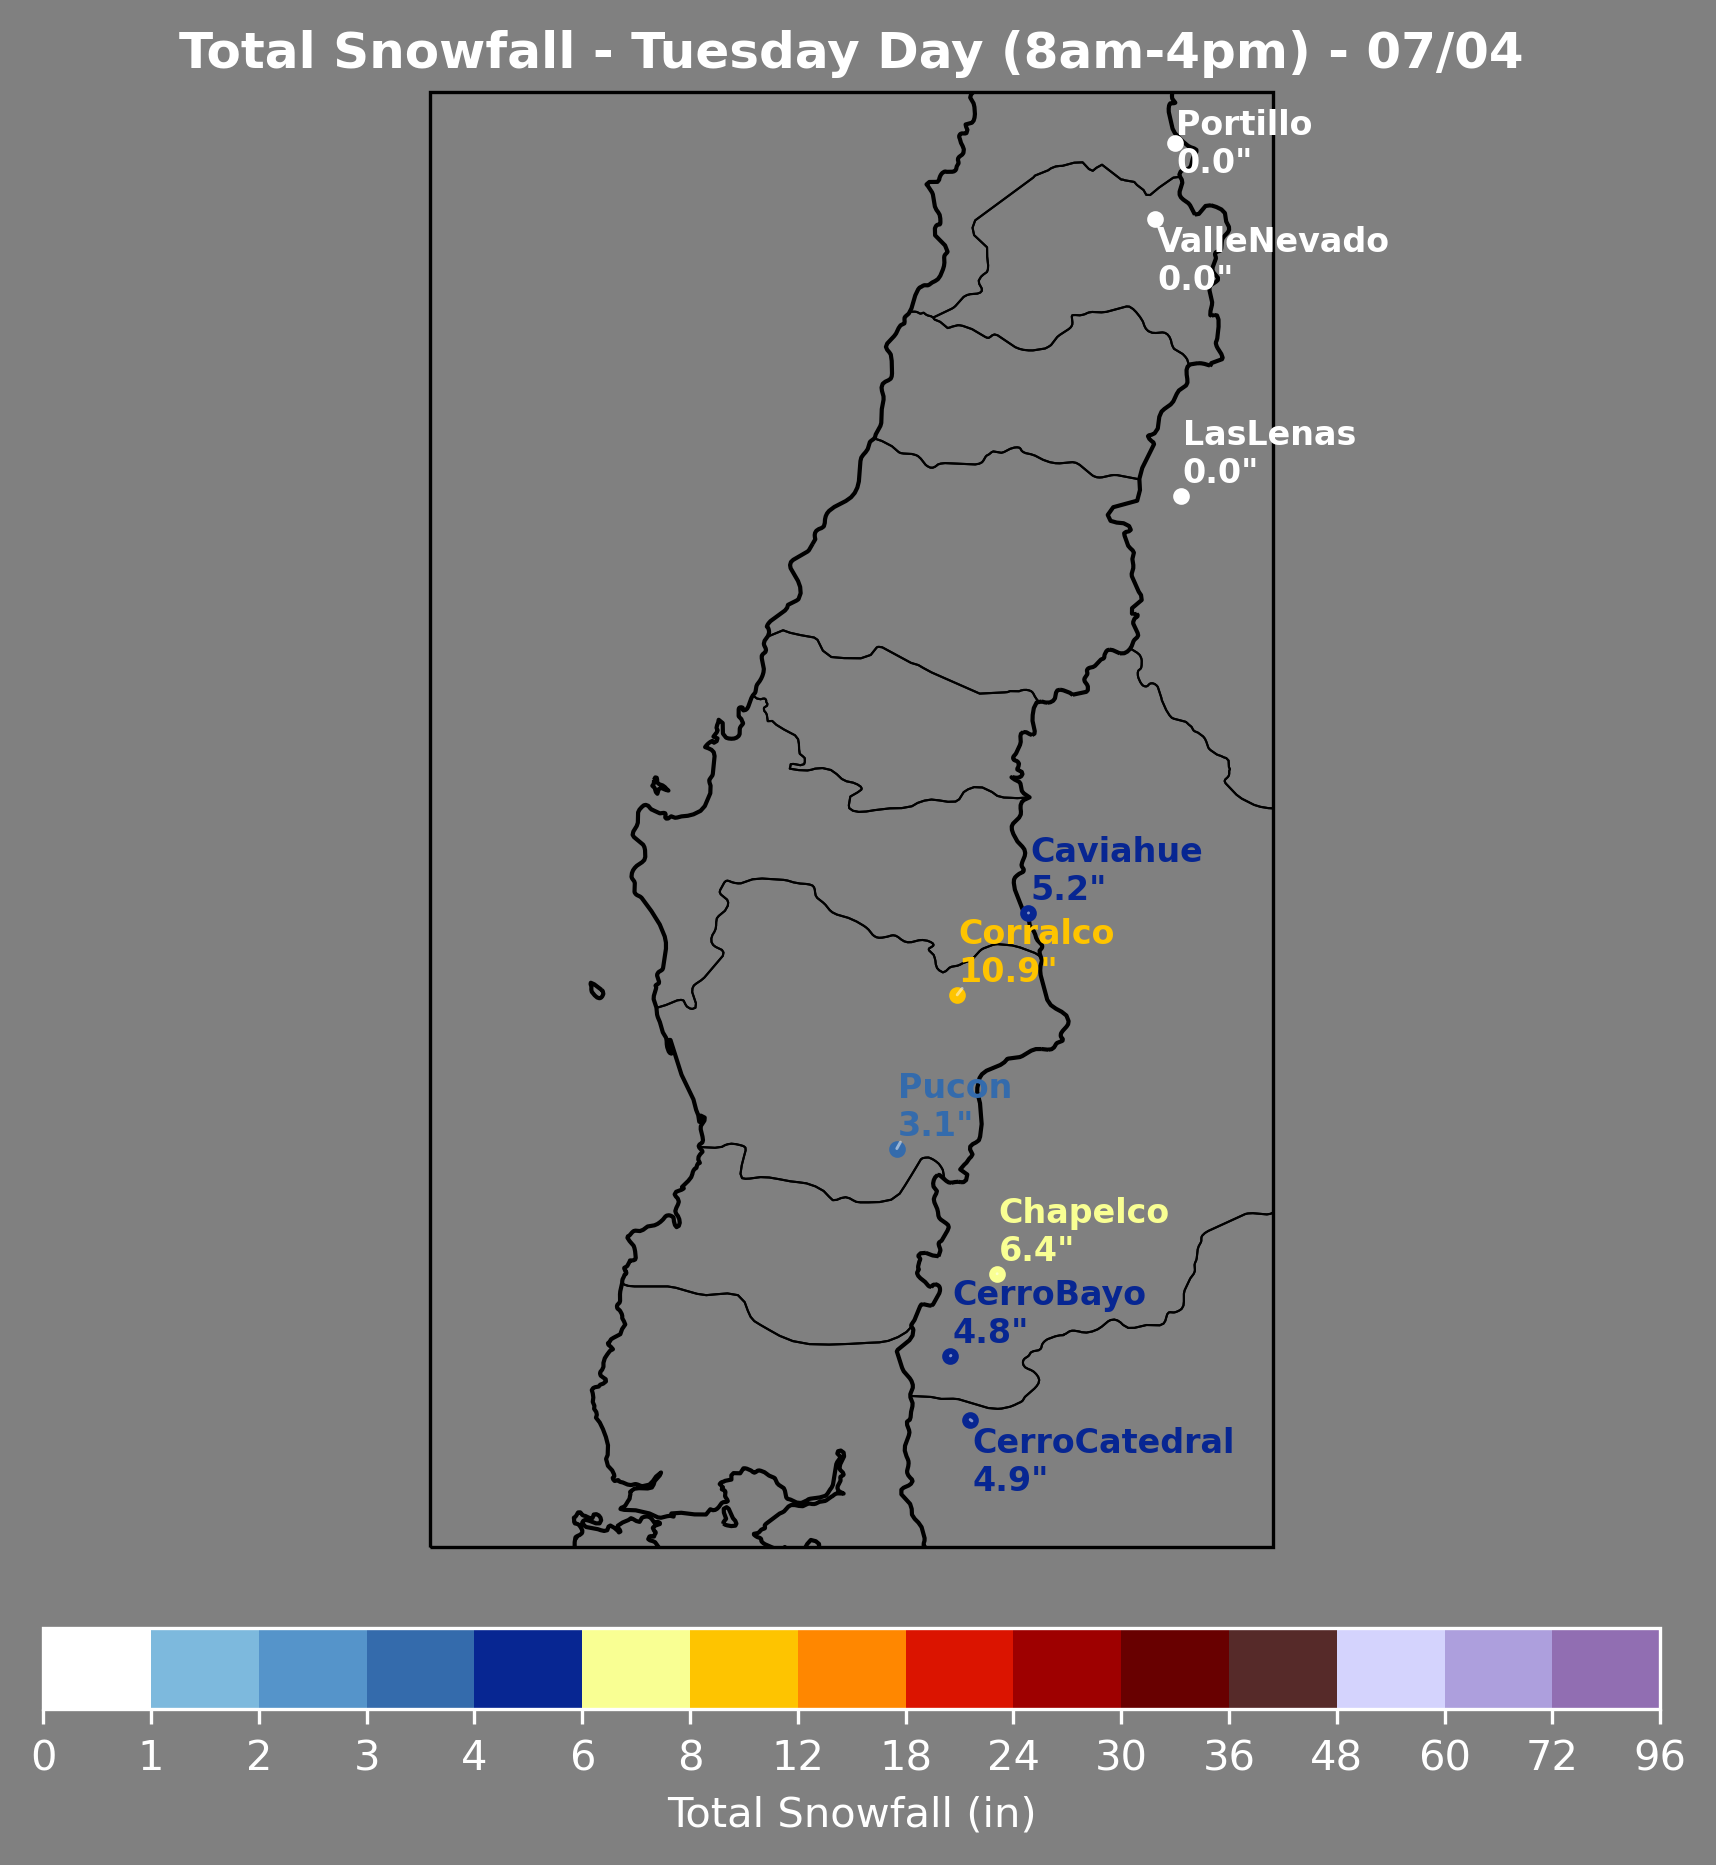 Total Snowfall - Tuesday Day (8am-4pm) - 07/04
Portillo
0.0"
ValleNevado
0.0"
LasLenas
0.0"
Caviahue
5.2"
Corralco
10.9"
Pucon
3.1"
Chapelco
6.4"
CerroBayo
4.8"
CerroCatedral
4.9"
0 1 2 3 4 6 8 12 18 24 30 36 48 60 72 96
Total Snowfall (in)